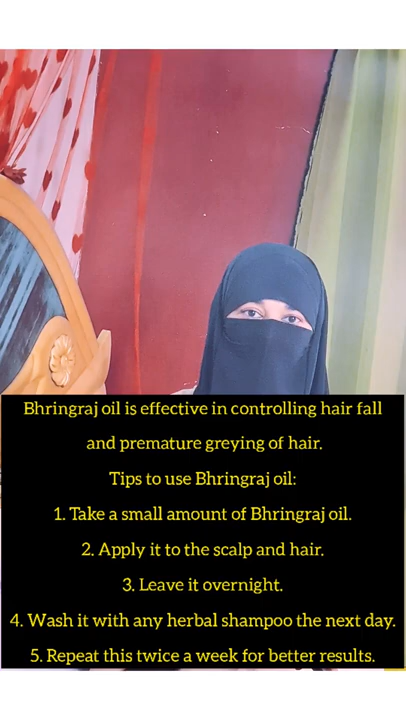 Bhringraj oil is effective in controlling hair fall
and premature greying of hair.
Tips to use Bhringraj oil:
1. Take a small amount of Bhringraj oil.
2. Apply it to the scalp and hair.
3. Leave it overnight.
4. Wash it with any herbal shampoo the next day.
5. Repeat this twice a week for better results.